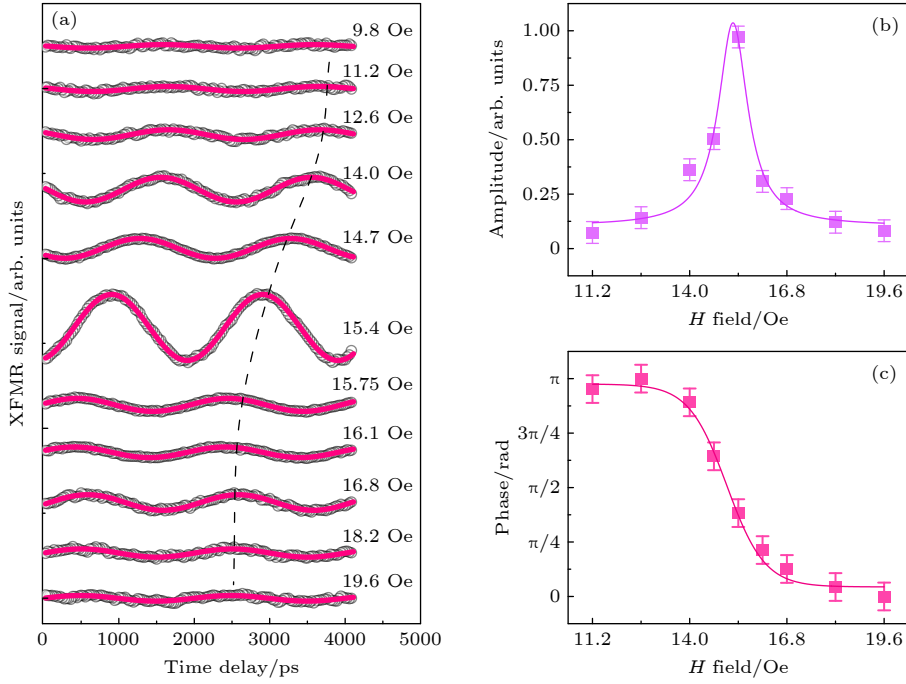 (a)
9.8 Oe
11.2 Oe
12.6 Oe
14.0 Oe
14.7 Oe
15.4 Oe
15.75 Oe
16.1 Oe
16.8 Oe
18.2 Oe
19.6 Oe
XFMR signal/arb. units
0 1000 2000 3000 4000 5000
Time delay/ps
(b)
1.00
0.75
0.50
0.25
0
Amplitude/arb. units
11.2 14.0 16.8 19.6
H field/Oe
(c)
π
3π/4
π/2
π/4
0
Phase/rad
11.2 14.0 16.8 19.6
H field/Oe